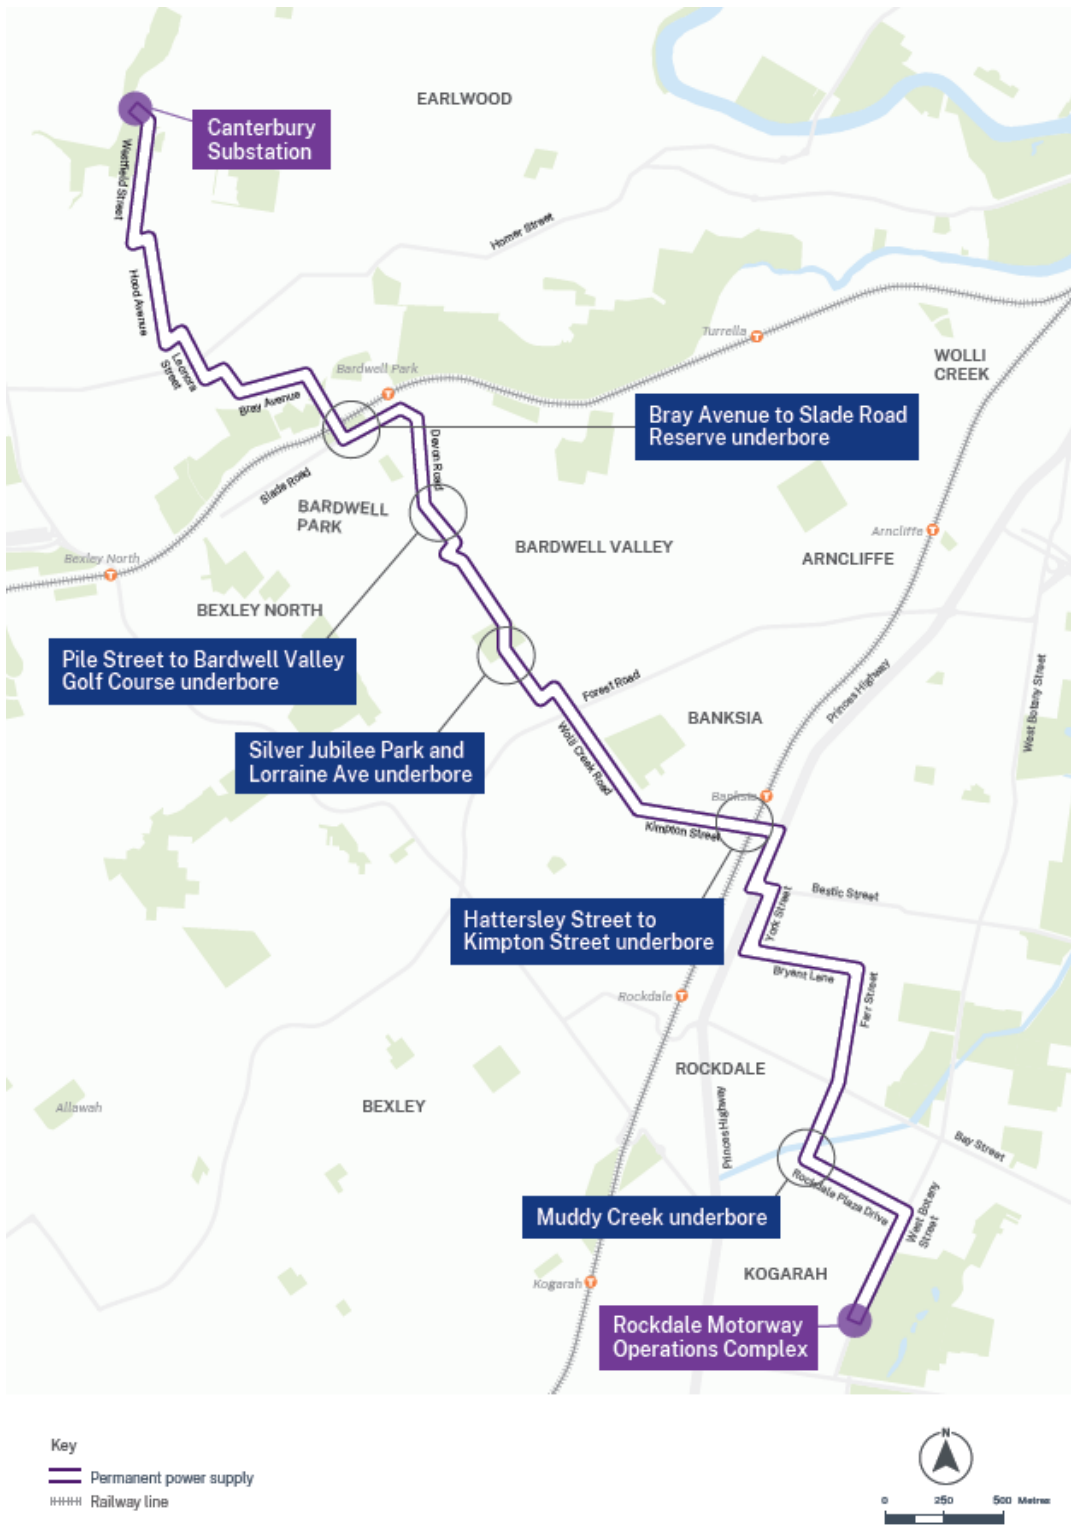 EARLWOOD
Canterbury
Substation
Westfield Street
Homer Street
Hood Avenue
Turrella
WOLLI
CREEK
Leonora
Street
Bardwell Park
Bray Avenue
Bray Avenue to Slade Road
Reserve underbore
Devon Road
Slade Road
BARDWELL
PARK
Arncliffe
BARDWELL VALLEY
ARNCLIFFE
Bexley North
BEXLEY NORTH
Pile Street to Bardwell Valley
Golf Course underbore
Forest Road
Princes Highway
West Botany Street
BANKSIA
Silver Jubilee Park and
Lorraine Ave underbore
Wolli Creek Road
Banksia
Kimpton Street
Bestic Street
York Street
Hattersley Street to
Kimpton Street underbore
Bryant Lane
Farr Street
Rockdale
ROCKDALE
Allawah
BEXLEY
Princes Highway
Bay Street
Rockdale Plaza Drive
West Botany
Street
Muddy Creek underbore
KOGARAH
Kogarah
Rockdale Motorway
Operations Complex
Key
Permanent power supply
Railway line
N
0 250 500 Metres